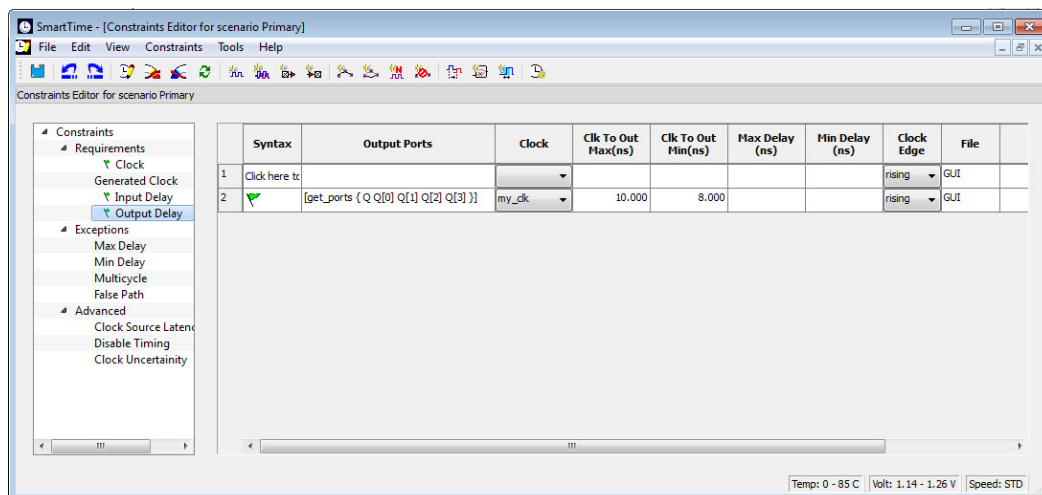 SmartTime - [Constraints Editor for scenario Primary]
File Edit View Constraints Tools Help
Constraints Editor for scenario Primary
Constraints
Requirements
Clock
Generated Clock
Input Delay
Output Delay
Exceptions
Max Delay
Min Delay
Multicycle
False Path
Advanced
Clock Source Laten
Disable Timing
Clock Uncertainity
Syntax Output Ports Clock Clk To Out Max(ns) Clk To Out Min(ns) Max Delay (ns) Min Delay (ns) Clock Edge File
1 Click here to rising GUI
2 [get_ports { Q Q[0] Q[1] Q[2] Q[3] }] my_clk 10.000 8.000 rising GUI
Temp: 0 - 85 C Volt: 1.14 - 1.26 V Speed: STD